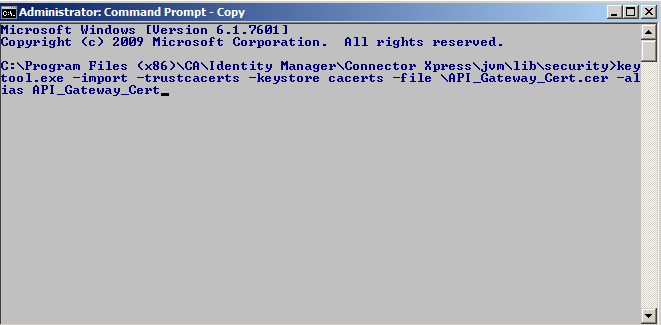 Administrator: Command Prompt - Copy
Microsoft Windows [Version 6.1.7601]
Copyright (c) 2009 Microsoft Corporation.  All rights reserved.
C:\Program Files (x86)\CA\Identity Manager\Connector Xpress\jvm\lib\security>key
tool.exe -import -trustcacerts -keystore cacerts -file \API_Gateway_Cert.cer -al
ias API_Gateway_Cert